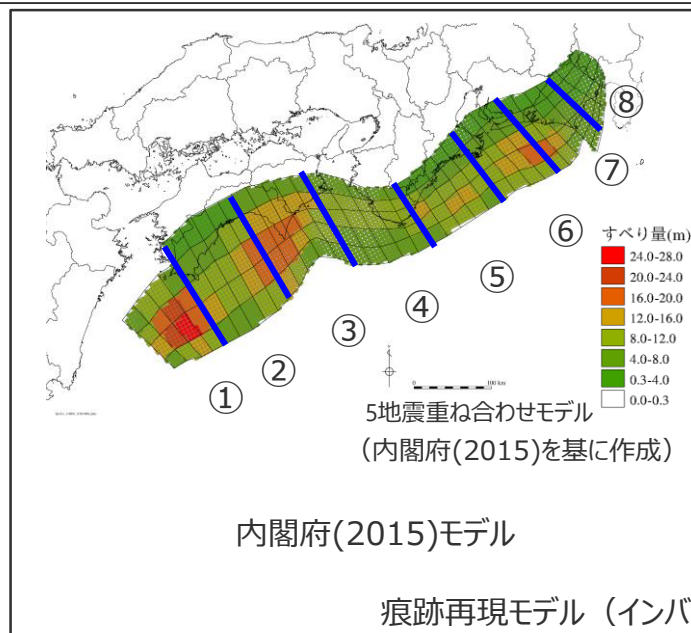 ⑧
⑦
⑥
⑤
④
③
②
①
すべり量(m)
24.0-28.0
20.0-24.0
16.0-20.0
12.0-16.0
8.0-12.0
4.0-8.0
0.3-4.0
0.0-0.3
0
100 km
5地震重ね合わせモデル
（内閣府(2015)を基に作成）
内閣府(2015)モデル
痕跡再現モデル（インバ